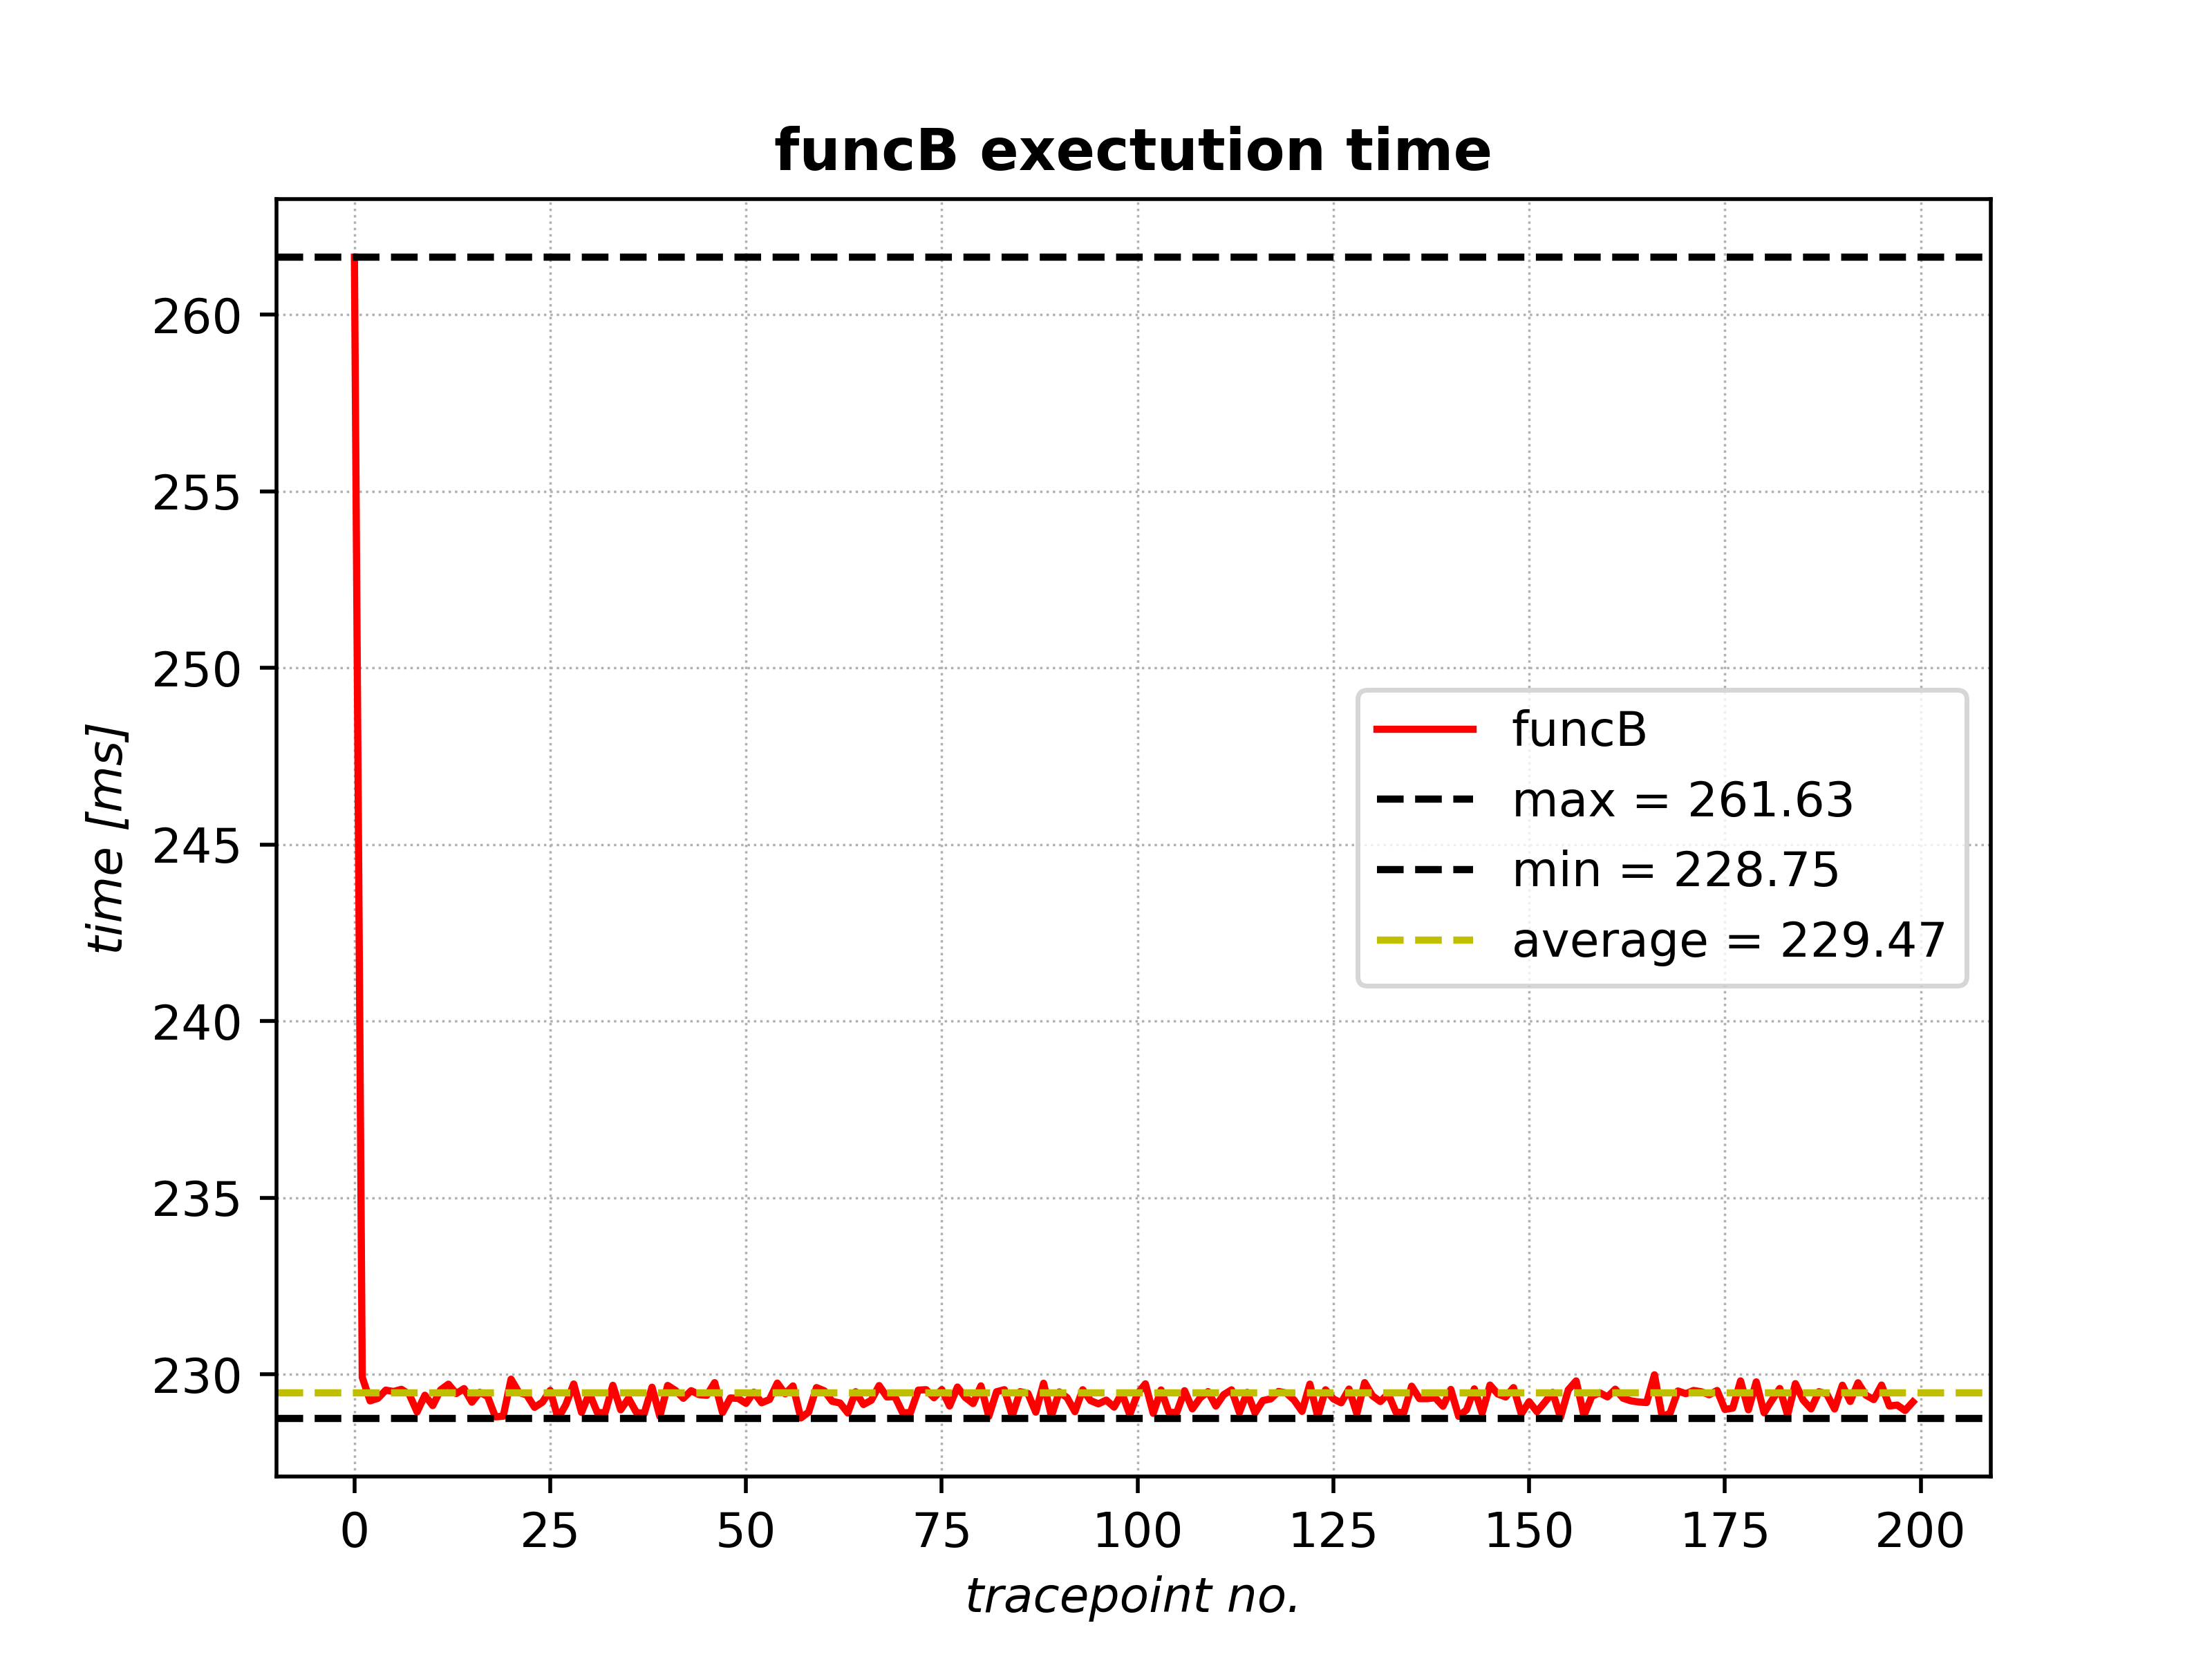 funcB exectution time
260
255
250
245
240
235
230
time [ms]
funcB
max = 261.63
min = 228.75
average = 229.47
0 25 50 75 100 125 150 175 200
tracepoint no.